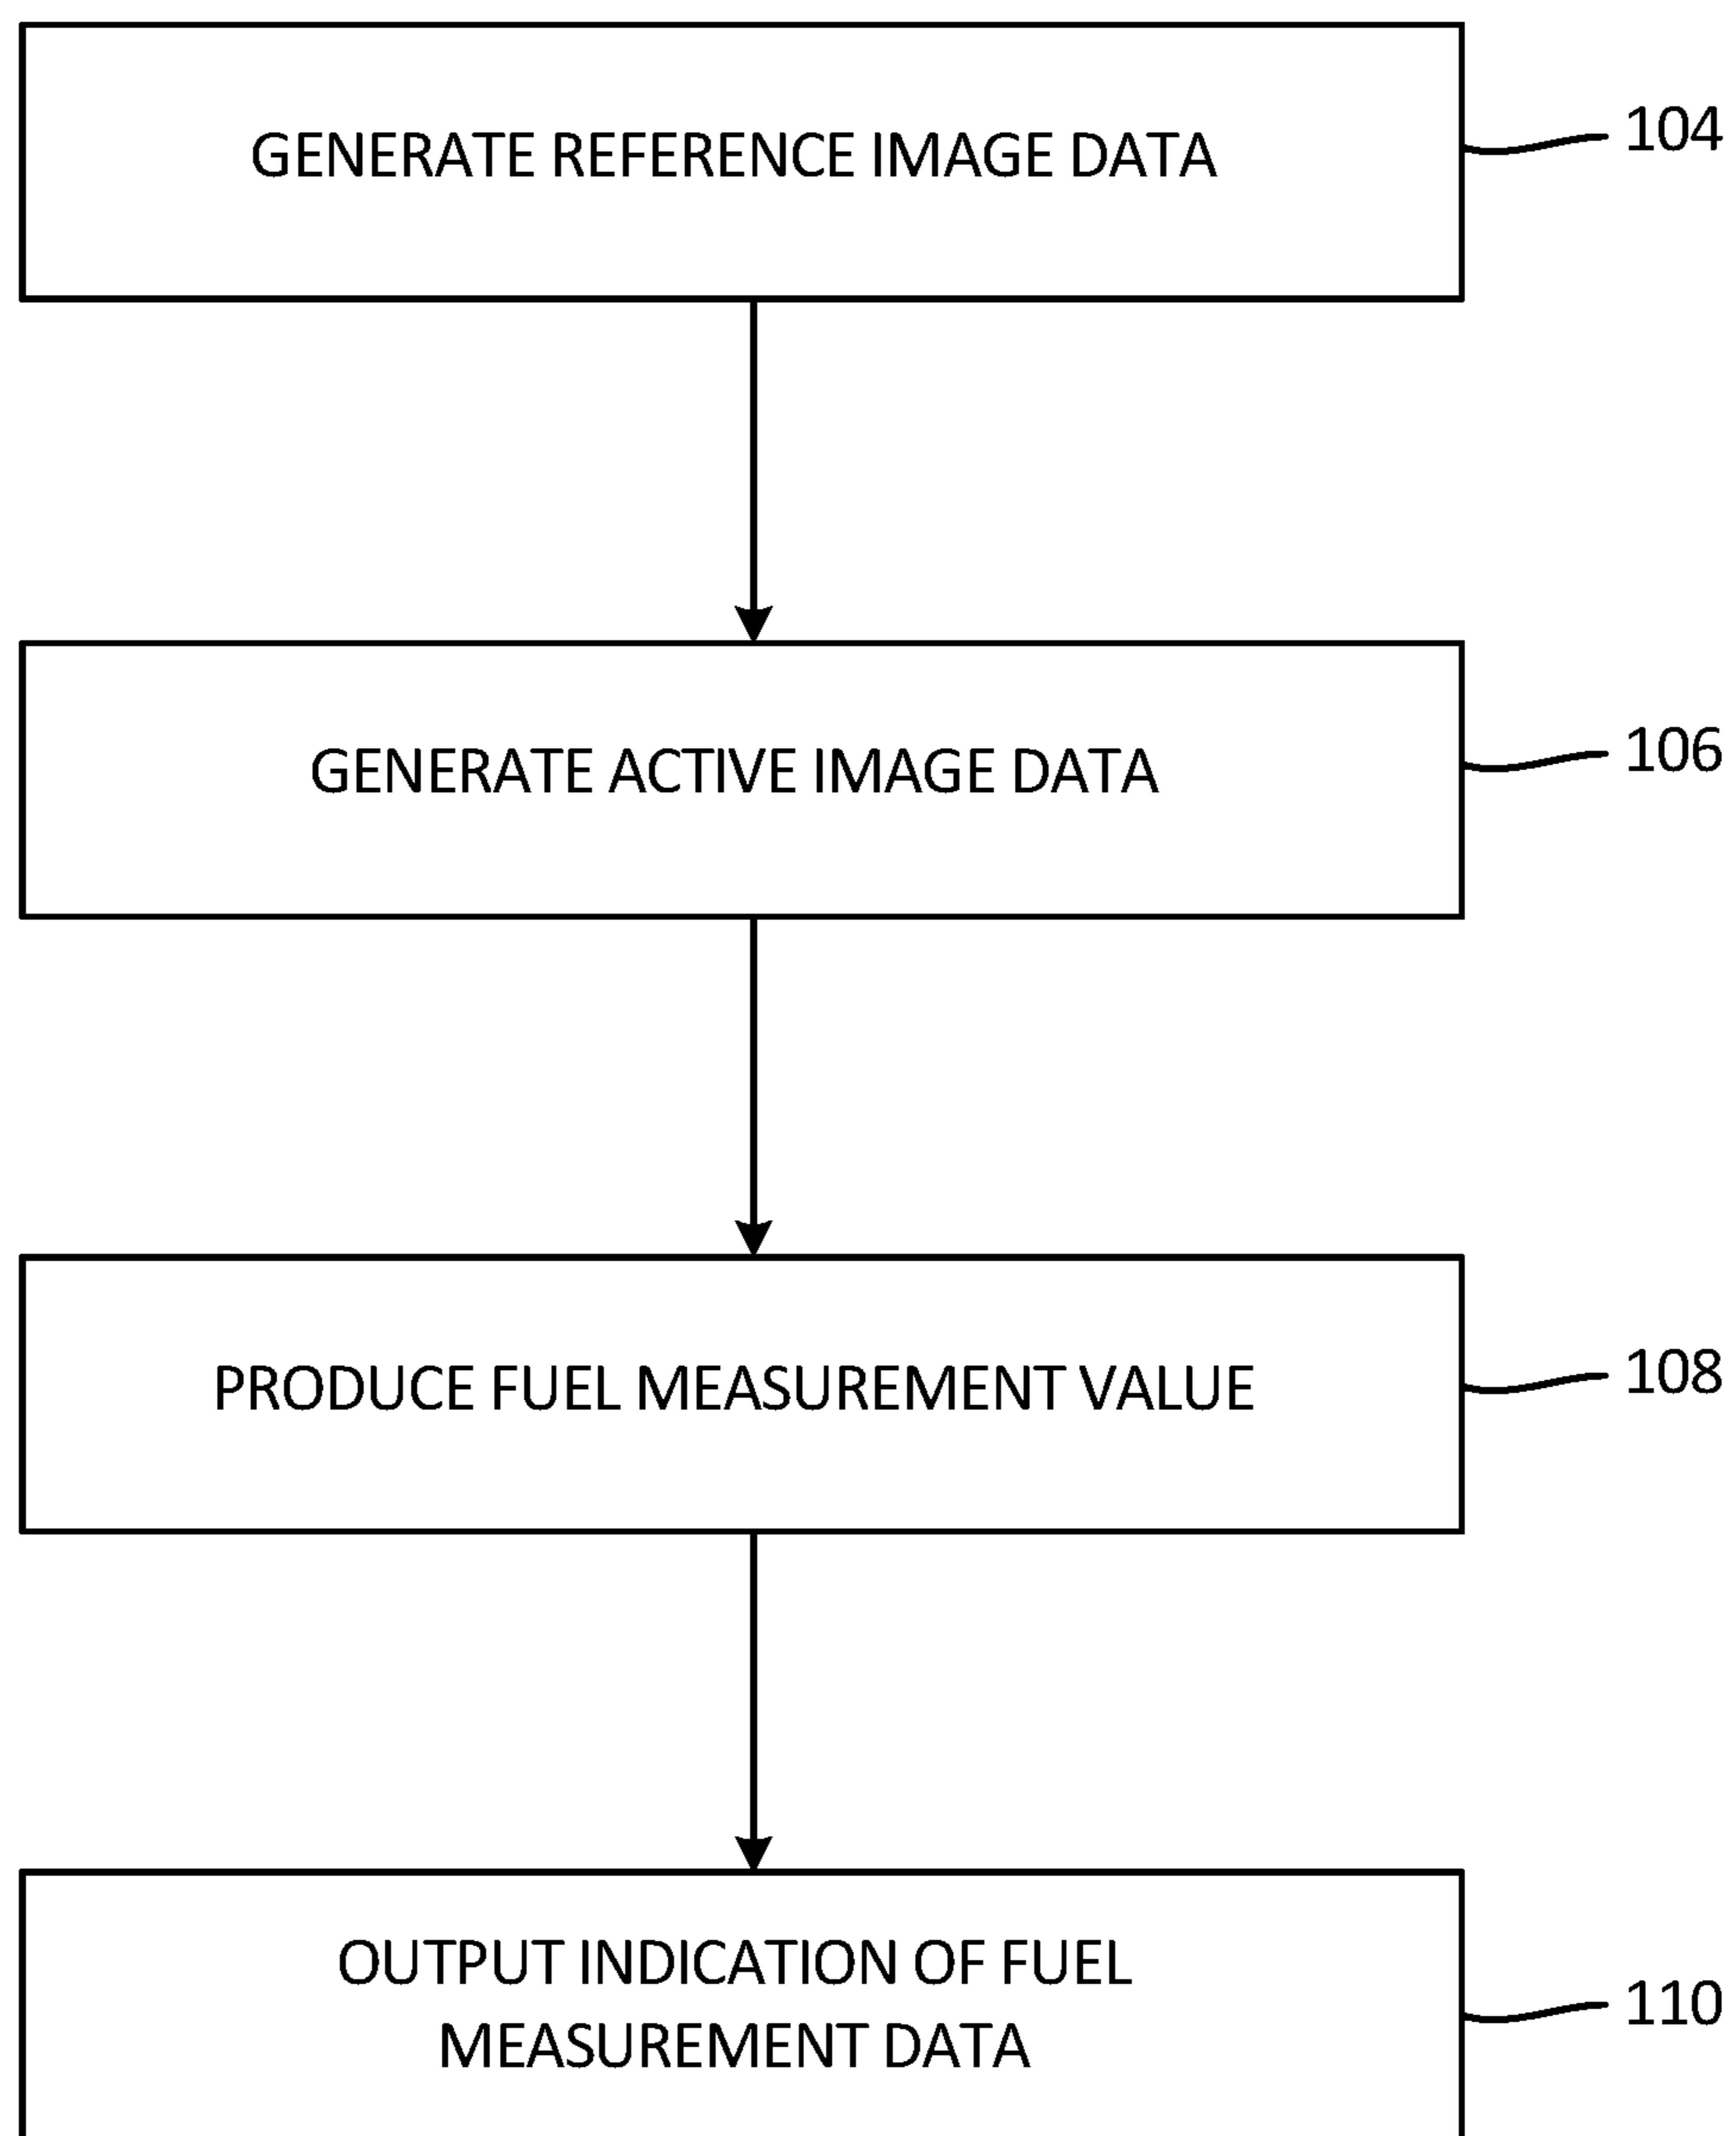 GENERATE REFERENCE IMAGE DATA
104
GENERATE ACTIVE IMAGE DATA
106
PRODUCE FUEL MEASUREMENT VALUE
108
OUTPUT INDICATION OF FUEL
MEASUREMENT DATA
110